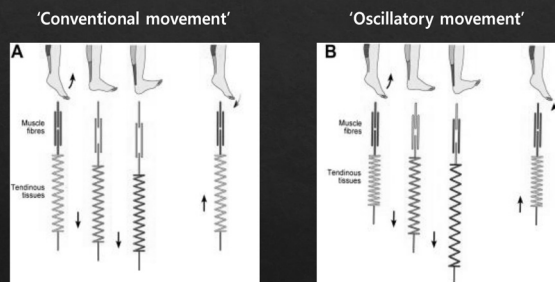 'Conventional movement'
'Oscillatory movement'
A
Muscle
fibres
Tendinous
tissues
B
Muscle
fibres
Tendinous
tissues